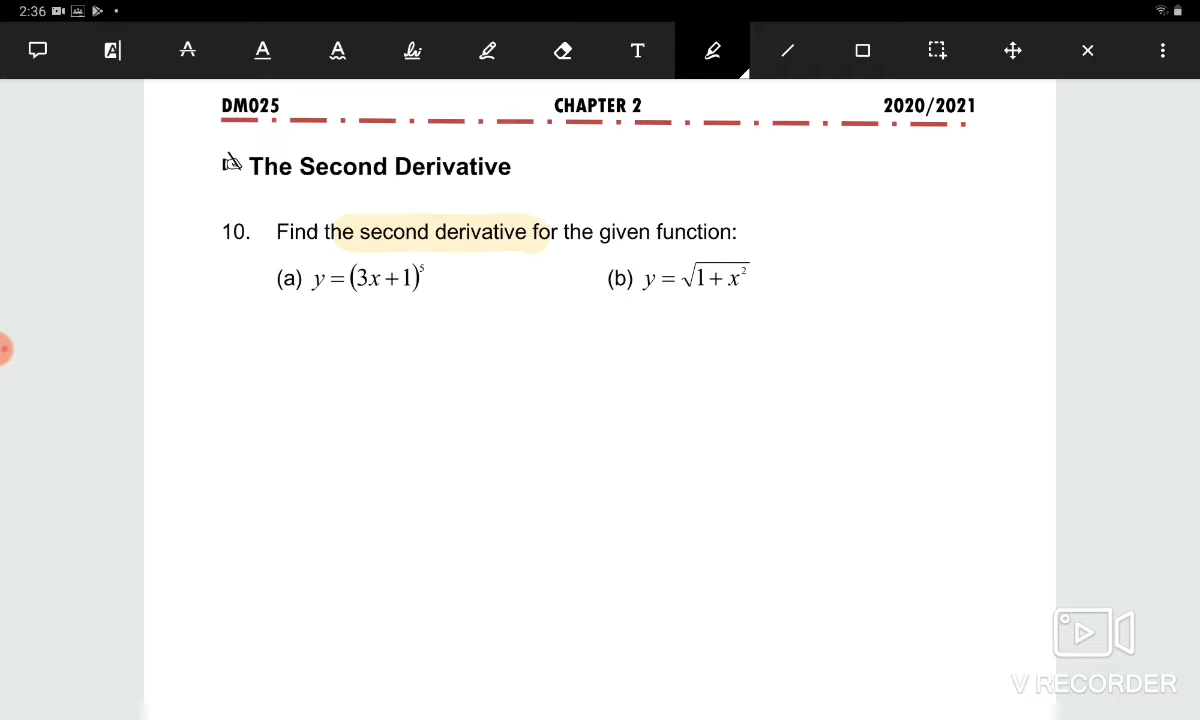 2:36
DM025 CHAPTER 2 2020/2021
The Second Derivative
10. Find the second derivative for the given function:
(a) y = (3x + 1)⁵ (b) y = √1 + x²
V RECORDER